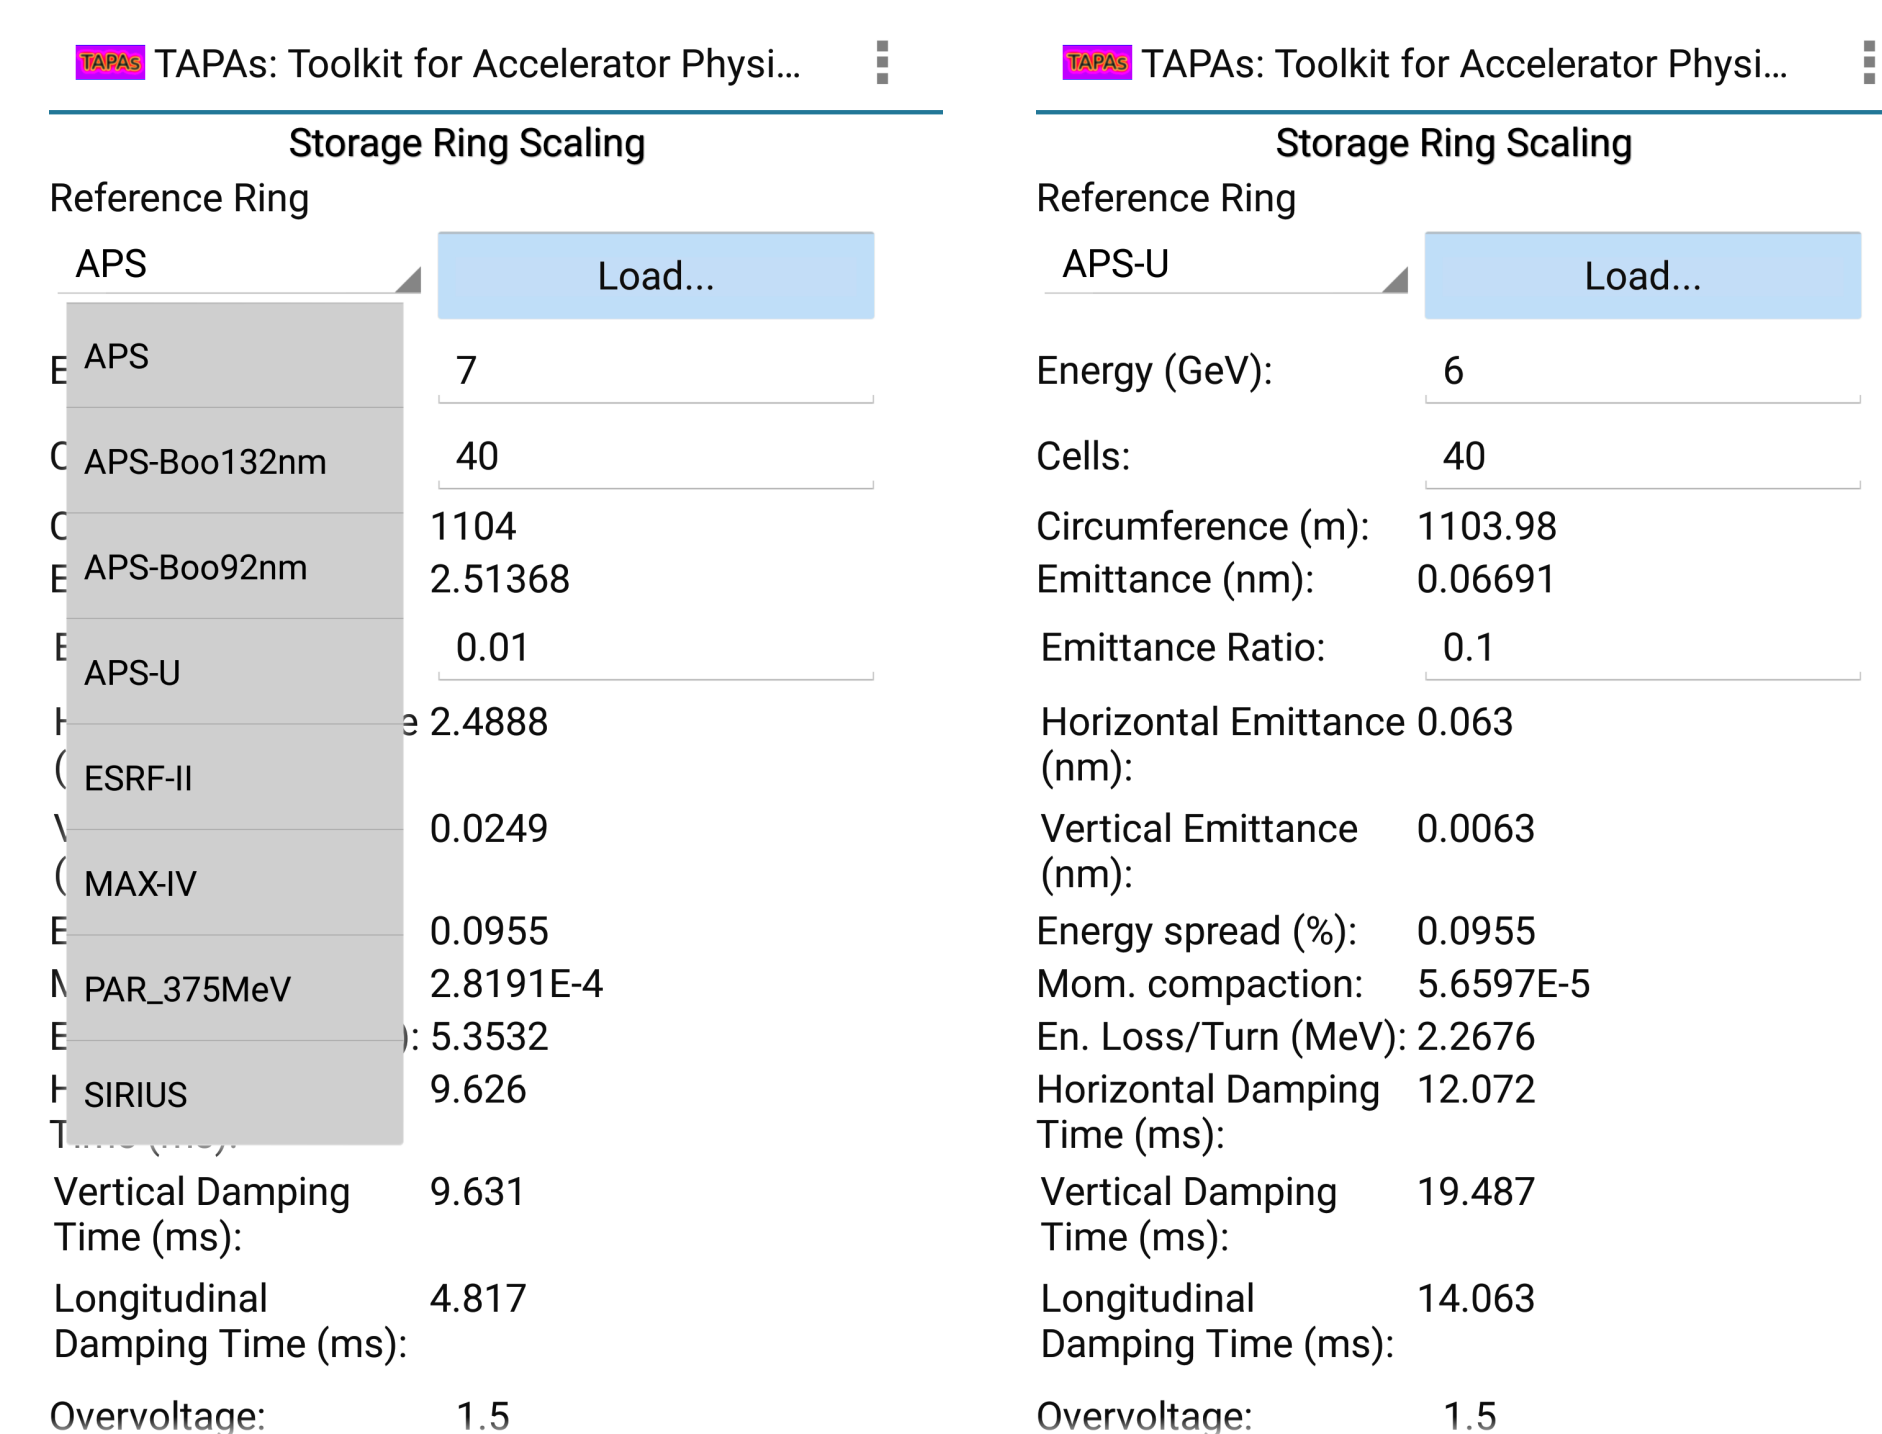 TAPAs TAPAs: Toolkit for Accelerator Physi...
Storage Ring Scaling
Reference Ring
APS
Load...
APS
7
APS-Boo132nm
40
1104
APS-Boo92nm
2.51368
0.01
APS-U
e 2.4888
ESRF-II
0.0249
MAX-IV
0.0955
PAR_375MeV
2.8191E-4
): 5.3532
SIRIUS
9.626
Vertical Damping 9.631
Time (ms):
Longitudinal 4.817
Damping Time (ms):
Overvoltage: 1.5
TAPAs TAPAs: Toolkit for Accelerator Physi...
Storage Ring Scaling
Reference Ring
APS-U
Load...
Energy (GeV): 6
Cells: 40
Circumference (m): 1103.98
Emittance (nm): 0.06691
Emittance Ratio: 0.1
Horizontal Emittance 0.063
(nm):
Vertical Emittance 0.0063
(nm):
Energy spread (%): 0.0955
Mom. compaction: 5.6597E-5
En. Loss/Turn (MeV): 2.2676
Horizontal Damping 12.072
Time (ms):
Vertical Damping 19.487
Time (ms):
Longitudinal 14.063
Damping Time (ms):
Overvoltage: 1.5